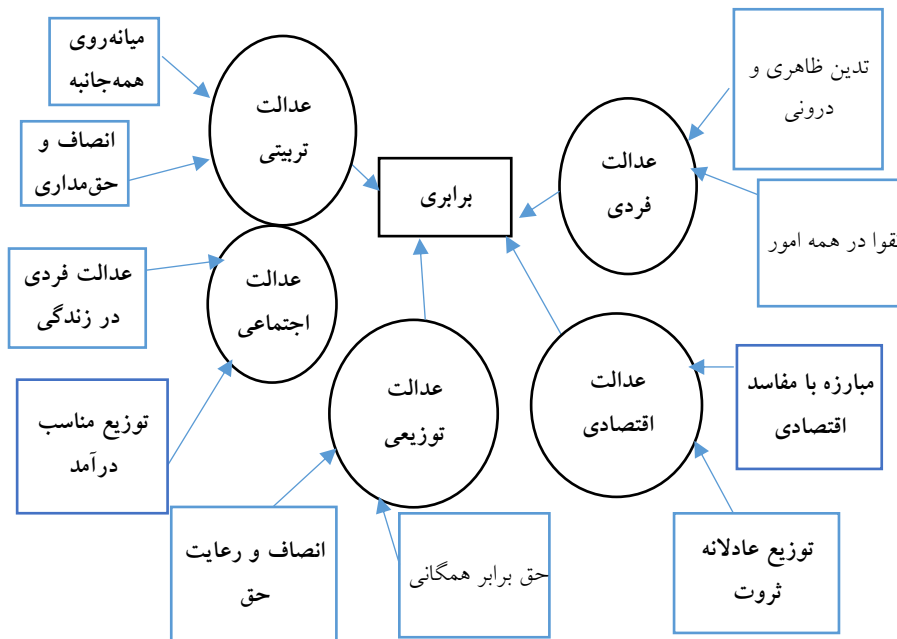 میانه‌روی
همه‌جانبه
عدالت
تربیتی
تدین ظاهری و
درونی
انصاف و
حق‌مداری
برابری
عدالت
فردی
تقوا در همه امور
عدالت فردی
در زندگی
عدالت
اجتماعی
عدالت
توزیعی
عدالت
اقتصادی
مبارزه با مفاسد
اقتصادی
توزیع مناسب
درآمد
انصاف و رعایت
حق
حق برابر همگانی
توزیع عادلانه
ثروت